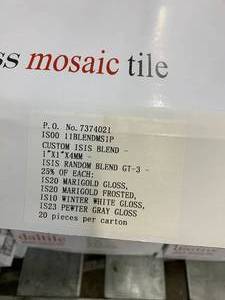 ss mosaic tile
P.O. No. 7374021
IS00 11BLENDMS1P
CUSTOM ISIS BLEND -
1"X1"X4MM -
ISIS RANDOM BLEND GT-3 -
25% OF EACH:
IS20 MARIGOLD GLOSS,
IS20 MARIGOLD FROSTED,
IS10 WINTER WHITE GLOSS,
IS23 PEWTER GRAY GLOSS
20 pieces per carton
daltile